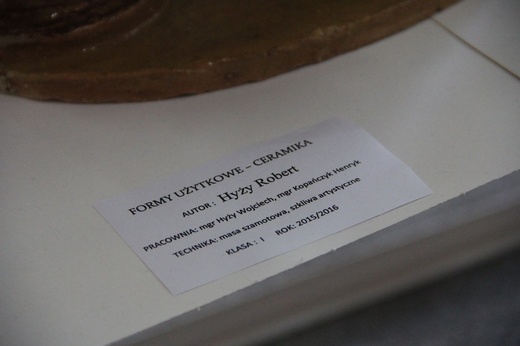 FORMY UŻYTKOWE – CERAMIKA
AUTOR : Hyży Robert
PRACOWNIA: mgr Hyży Wojciech, mgr Kopańczyk Henryk
TECHNIKA: masa szamotowa, szkliwa artystyczne
KLASA : I ROK: 2015/2016